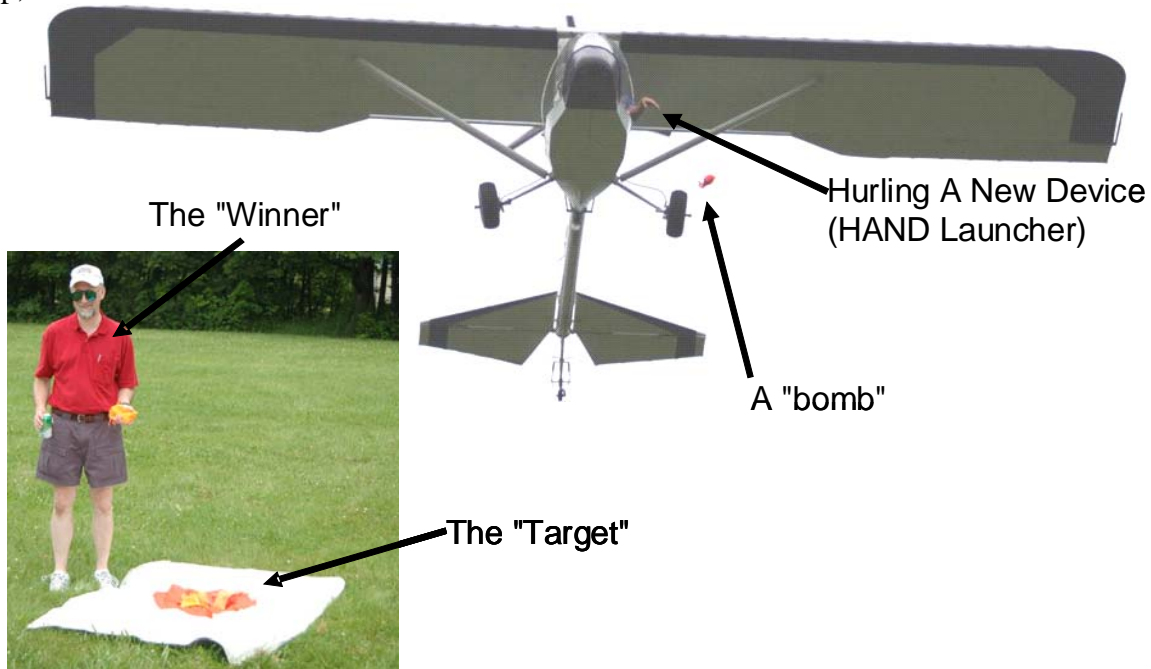 Hurling A New Device
(HAND Launcher)
The "Winner"
A "bomb"
The "Target"